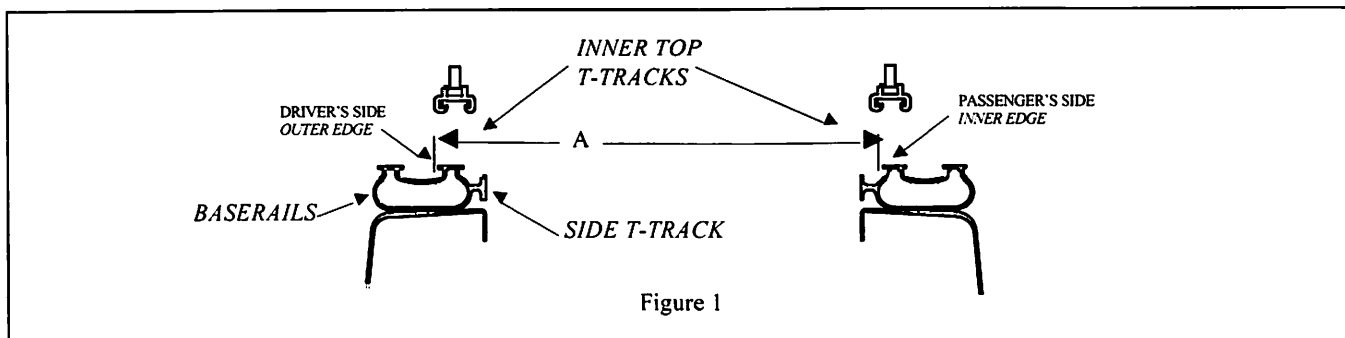 INNER TOP
T-TRACKS
DRIVER'S SIDE
OUTER EDGE
PASSENGER'S SIDE
INNER EDGE
A
BASERAILS
SIDE T-TRACK
Figure 1